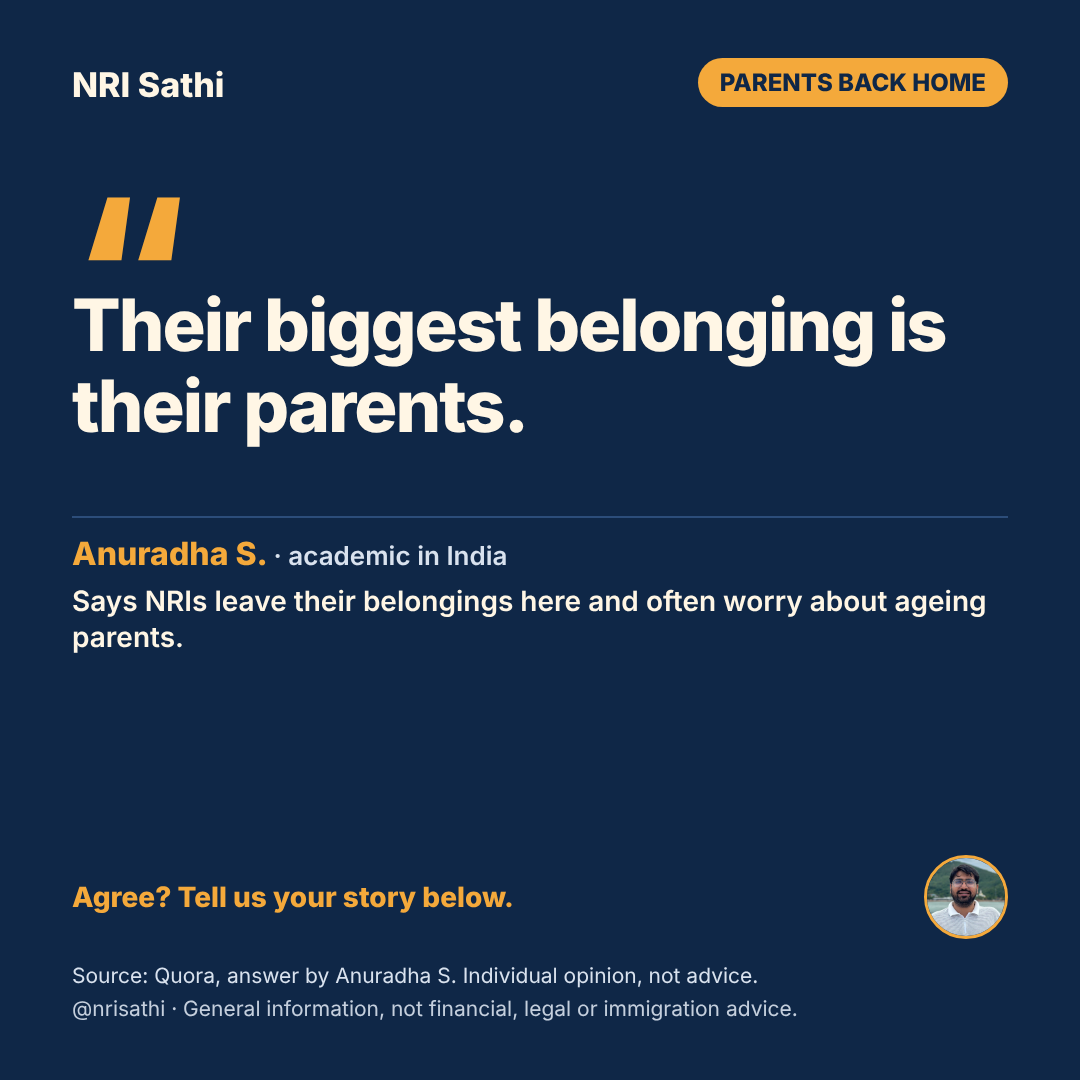 NRI Sathi
PARENTS BACK HOME
"
Their biggest belonging is
their parents.
Anuradha S. · academic in India
Says NRIs leave their belongings here and often worry about ageing
parents.
Agree? Tell us your story below.
Source: Quora, answer by Anuradha S. Individual opinion, not advice.
@nrisathi · General information, not financial, legal or immigration advice.